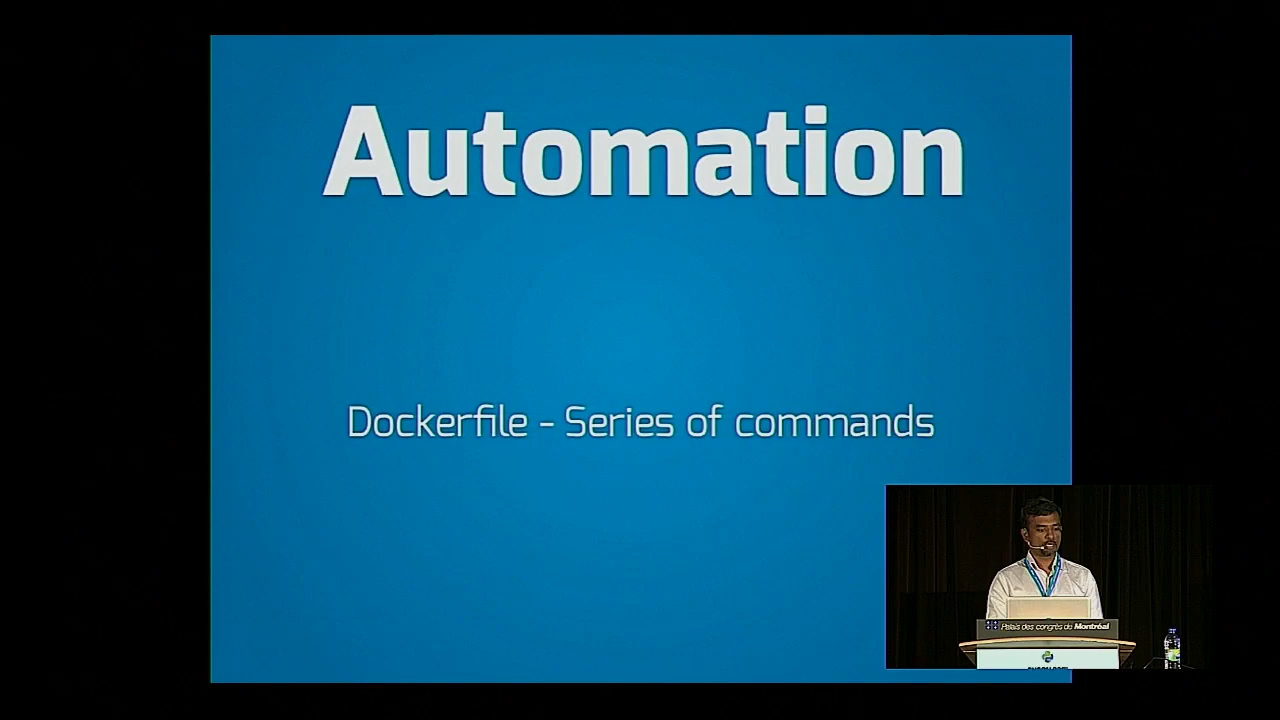 Automation
Dockerfile - Series of commands
Palais des congrès de Montréal